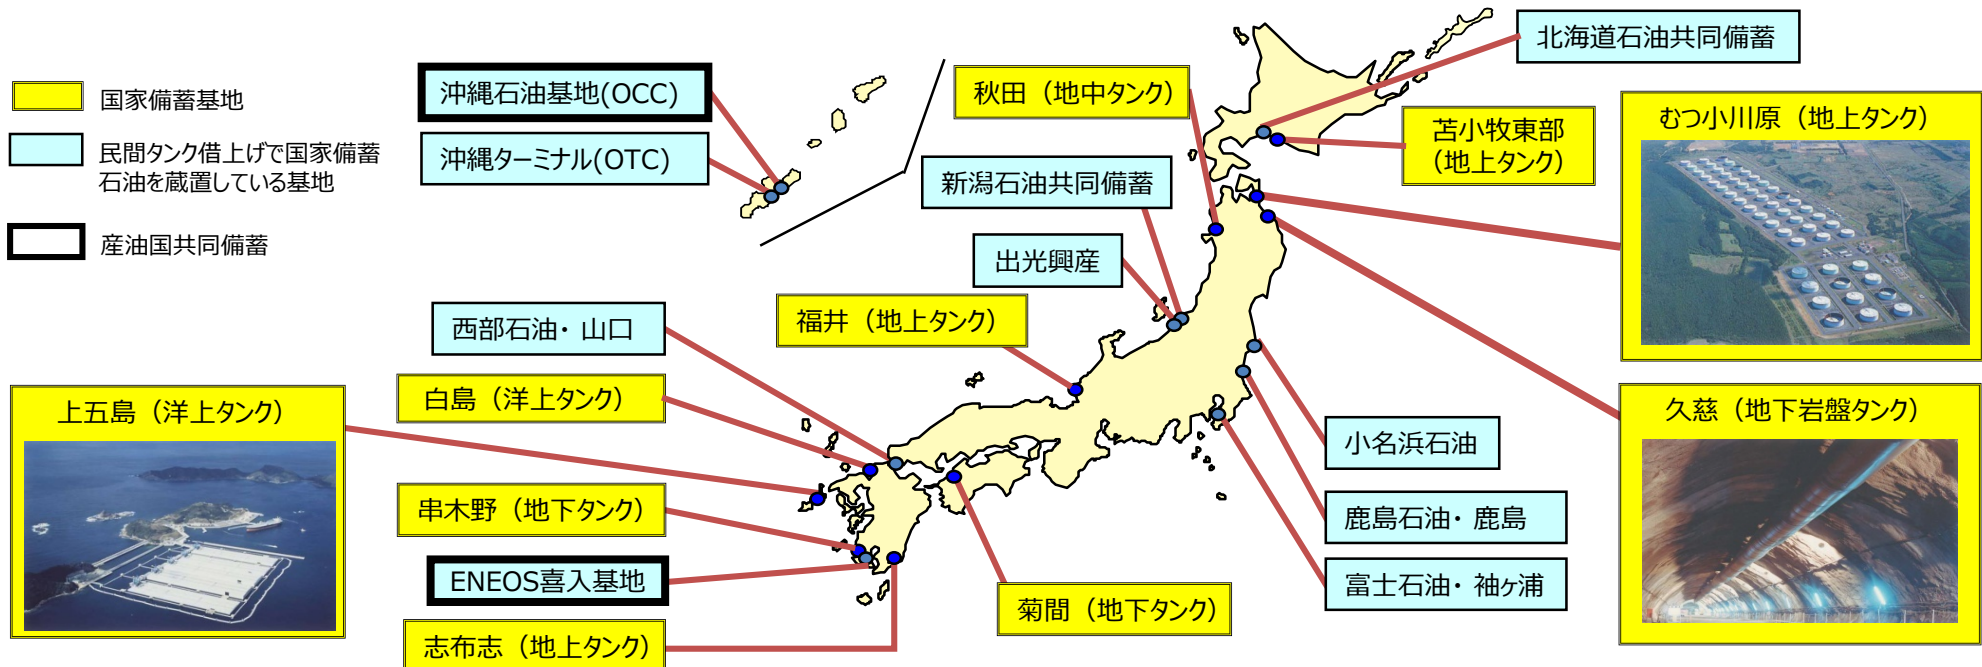 国家備蓄基地
民間タンク借上げで国家備蓄
石油を蔵置している基地
産油国共同備蓄
沖縄石油基地(OCC)
沖縄ターミナル(OTC)
秋田（地中タンク）
北海道石油共同備蓄
苫小牧東部
（地上タンク）
むつ小川原（地上タンク）
新潟石油共同備蓄
出光興産
福井（地上タンク）
西部石油・山口
白島（洋上タンク）
上五島（洋上タンク）
串木野（地下タンク）
ENEOS喜入基地
志布志（地上タンク）
菊間（地下タンク）
小名浜石油
鹿島石油・鹿島
富士石油・袖ヶ浦
久慈（地下岩盤タンク）